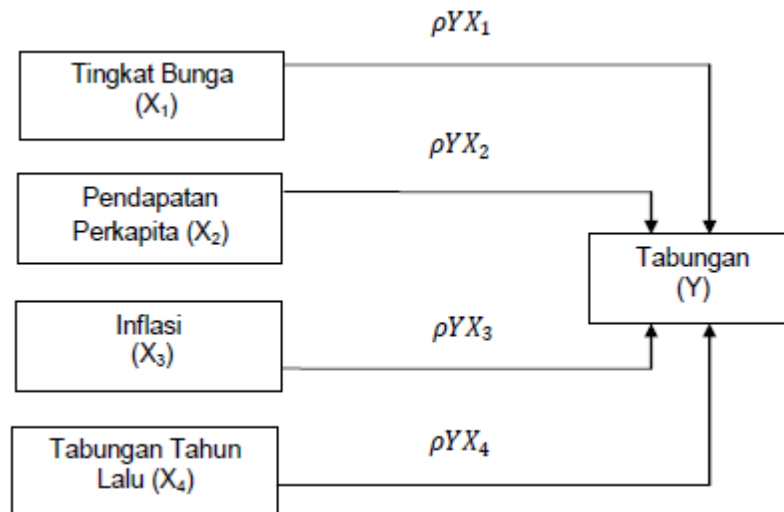 ρYX₁
Tingkat Bunga
(X₁)
ρYX₂
Pendapatan
Perkapita (X₂)
Tabungan
(Y)
Inflasi
(X₃)
ρYX₃
Tabungan Tahun
Lalu (X₄)
ρYX₄